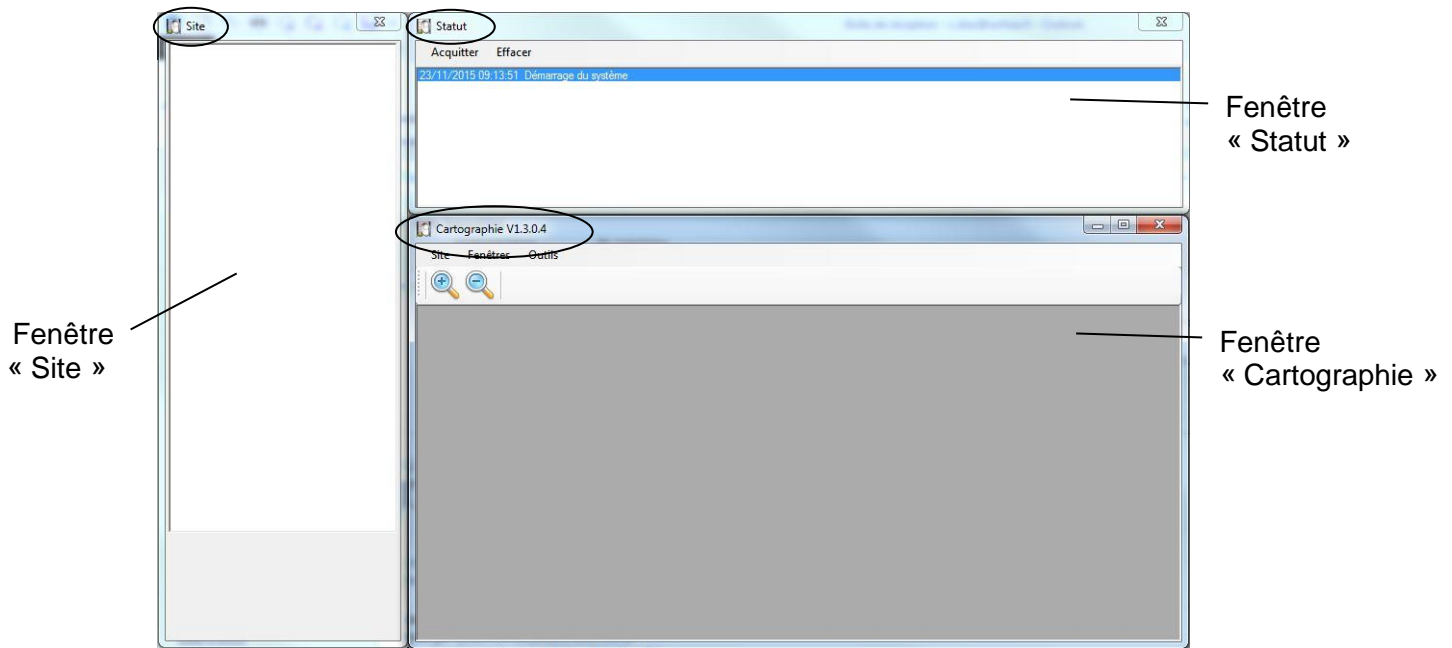 Site
Statut
Acquitter Effacer
23/11/2015 09:13:51 Démarrage du système
Fenêtre
« Statut »
Cartographie V1.3.0.4
Site Fenêtres Outils
Fenêtre
« Site »
Fenêtre
« Cartographie »